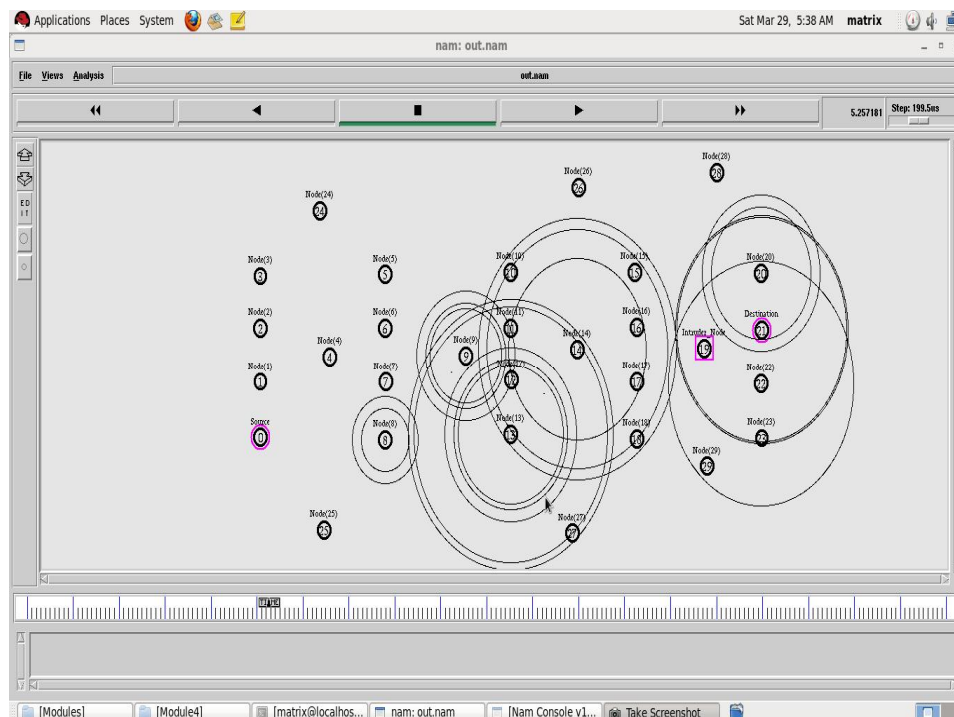 Applications Places System Sat Mar 29, 5:38 AM matrix
nam: out.nam
File Views Analysis out.nam
5.257181 Step: 199.5us
E D
I T
Node(28)
28
Node(26)
26
Node(24)
24
Node(3)
3
Node(5)
5
Node(10)
10
Node(15)
15
Node(20)
20
Node(2)
2
Node(6)
6
Node(11)
11
Node(16)
16
Destination
21
Node(4)
4
Node(9)
9
Node(14)
14
Intruder_Node
19
Node(1)
1
Node(7)
7
Node(12)
12
Node(17)
17
Node(22)
22
Source
0
Node(8)
8
Node(13)
13
Node(18)
18
Node(23)
23
Node(29)
29
Node(25)
25
Node(27)
27
TIME
[Modules] [Module4] [matrix@localhos... nam: out.nam [Nam Console v1... Take Screenshot